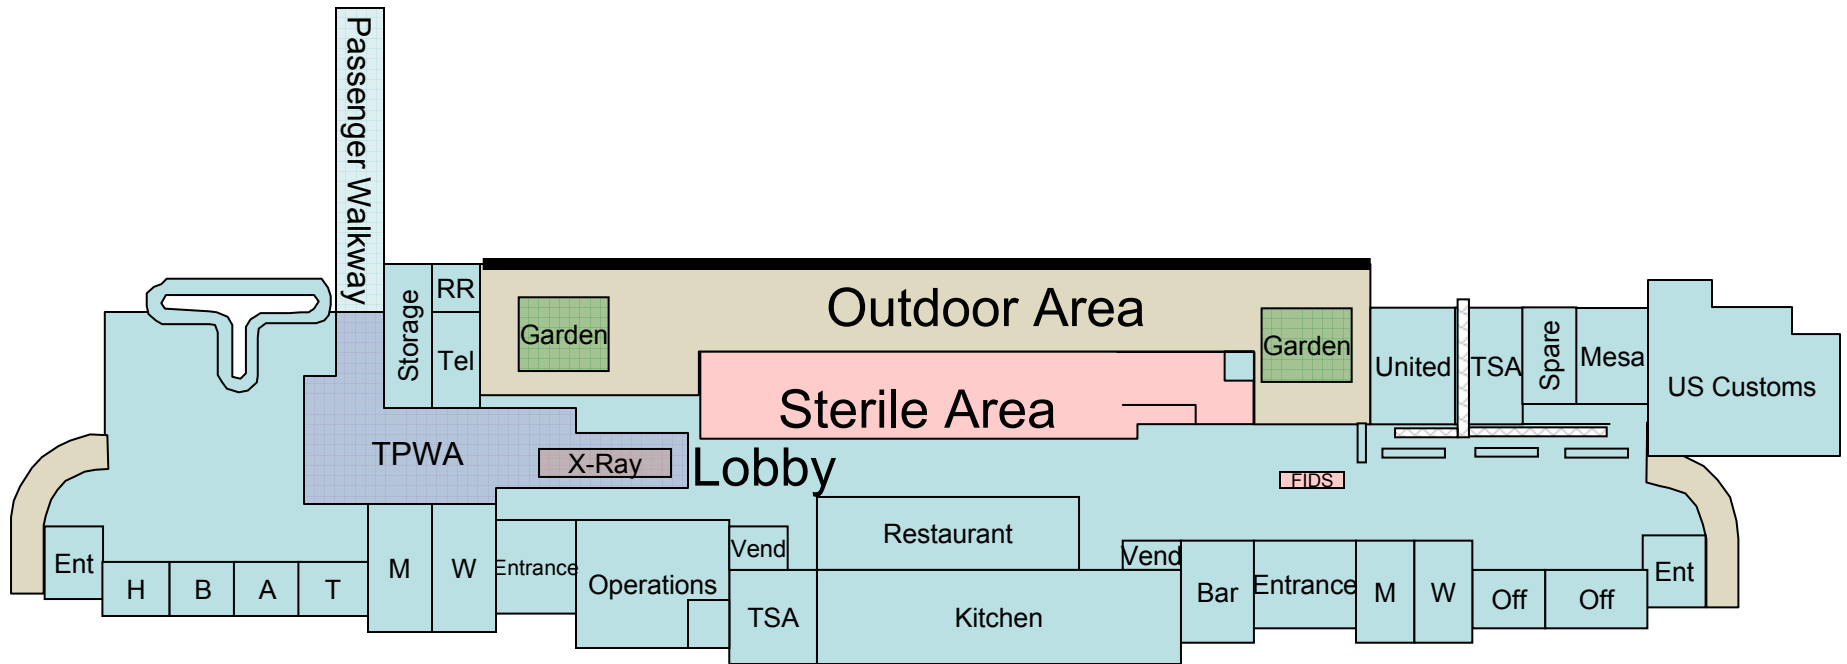 Passenger Walkway
Storage
RR
Tel
Garden
Outdoor Area
Garden
United
TSA
Spare
Mesa
US Customs
Sterile Area
TPWA
X-Ray
Lobby
FIDS
Ent
H
B
A
T
M
W
Entrance
Operations
Vend
TSA
Restaurant
Kitchen
Vend
Bar
Entrance
M
W
Off
Off
Ent